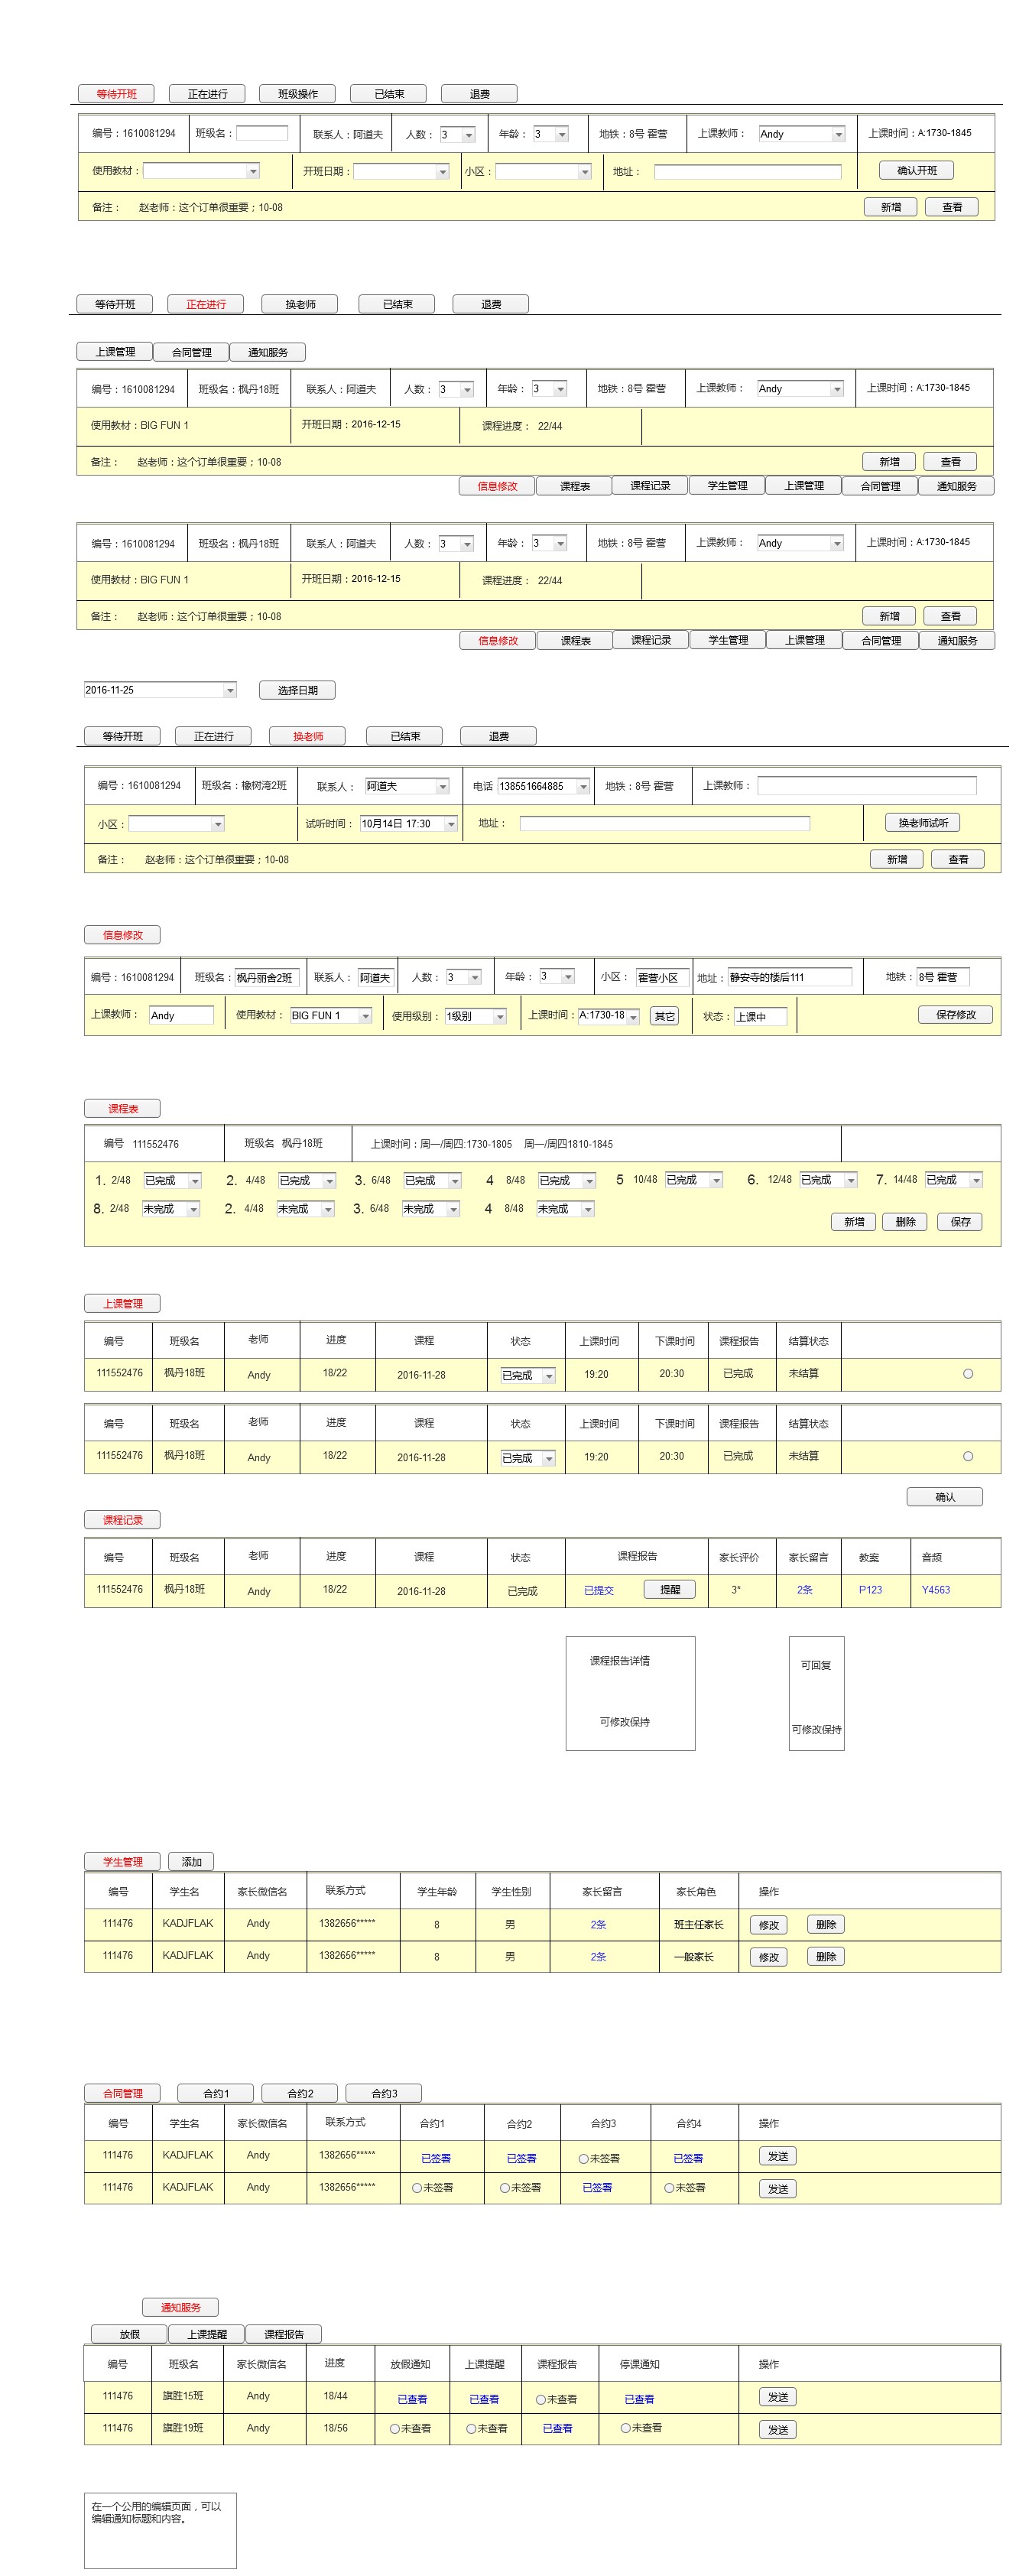 等待开班 正在进行 班级操作 已结束 退费
编号：1610081294 班级名： 联系人：阿道夫 人数： 3 年龄： 3 地铁：8号 霍营 上课教师： Andy 上课时间：A:1730-1845
使用教材： 开班日期： 小区： 地址： 确认开班
备注： 赵老师：这个订单很重要；10-08 新增 查看
等待开班 正在进行 换老师 已结束 退费
上课管理 合同管理 通知服务
编号：1610081294 班级名：枫丹18班 联系人：阿道夫 人数： 3 年龄： 3 地铁：8号 霍营 上课教师： Andy 上课时间：A:1730-1845
使用教材：BIG FUN 1 开班日期：2016-12-15 课程进度： 22/44
备注： 赵老师：这个订单很重要；10-08 新增 查看
信息修改 课程表 课程记录 学生管理 上课管理 合同管理 通知服务
编号：1610081294 班级名：枫丹18班 联系人：阿道夫 人数： 3 年龄： 3 地铁：8号 霍营 上课教师： Andy 上课时间：A:1730-1845
使用教材：BIG FUN 1 开班日期：2016-12-15 课程进度： 22/44
备注： 赵老师：这个订单很重要；10-08 新增 查看
信息修改 课程表 课程记录 学生管理 上课管理 合同管理 通知服务
2016-11-25 选择日期
等待开班 正在进行 换老师 已结束 退费
编号：1610081294 班级名：橡树湾2班 联系人： 阿道夫 电话 138551664885 地铁：8号 霍营 上课教师：
小区： 试听时间： 10月14日 17:30 地址： 换老师试听
备注： 赵老师：这个订单很重要；10-08 新增 查看
信息修改
编号：1610081294 班级名： 枫丹丽舍2班 联系人： 阿道夫 人数： 3 年龄： 3 小区： 霍营小区 地址： 静安寺的楼后111 地铁： 8号 霍营
上课教师： Andy 使用教材： BIG FUN 1 使用级别： 1级别 上课时间： A:1730-18 其它 状态： 上课中 保存修改
课程表
编号 111552476 班级名 枫丹18班 上课时间：周一/周四:1730-1805 周一/周四1810-1845
1. 2/48 已完成 2. 4/48 已完成 3. 6/48 已完成 4 8/48 已完成 5 10/48 已完成 6. 12/48 已完成 7. 14/48 已完成
8. 2/48 未完成 2. 4/48 未完成 3. 6/48 未完成 4 8/48 未完成
新增 删除 保存
上课管理
编号 班级名 老师 进度 课程 状态 上课时间 下课时间 课程报告 结算状态
111552476 枫丹18班 Andy 18/22 2016-11-28 已完成 19:20 20:30 已完成 未结算
编号 班级名 老师 进度 课程 状态 上课时间 下课时间 课程报告 结算状态
111552476 枫丹18班 Andy 18/22 2016-11-28 已完成 19:20 20:30 已完成 未结算
确认
课程记录
编号 班级名 老师 进度 课程 状态 课程报告 家长评价 家长留言 教案 音频
111552476 枫丹18班 Andy 18/22 2016-11-28 已完成 已提交 提醒 3* 2条 P123 Y4563
课程报告详情 可回复
可修改保持 可修改保持
学生管理 添加
编号 学生名 家长微信名 联系方式 学生年龄 学生性别 家长留言 家长角色 操作
111476 KADJFLAK Andy 1382656***** 8 男 2条 班主任家长 修改 删除
111476 KADJFLAK Andy 1382656***** 8 男 2条 一般家长 修改 删除
合同管理 合约1 合约2 合约3
编号 学生名 家长微信名 联系方式 合约1 合约2 合约3 合约4 操作
111476 KADJFLAK Andy 1382656***** 已签署 已签署 未签署 已签署 发送
111476 KADJFLAK Andy 1382656***** 未签署 未签署 已签署 未签署 发送
通知服务
放假 上课提醒 课程报告
编号 班级名 家长微信名 进度 放假通知 上课提醒 课程报告 停课通知 操作
111476 旗胜15班 Andy 18/44 已查看 已查看 未查看 已查看 发送
111476 旗胜19班 Andy 18/56 未查看 未查看 已查看 未查看 发送
在一个公用的编辑页面，可以
编辑通知标题和内容。